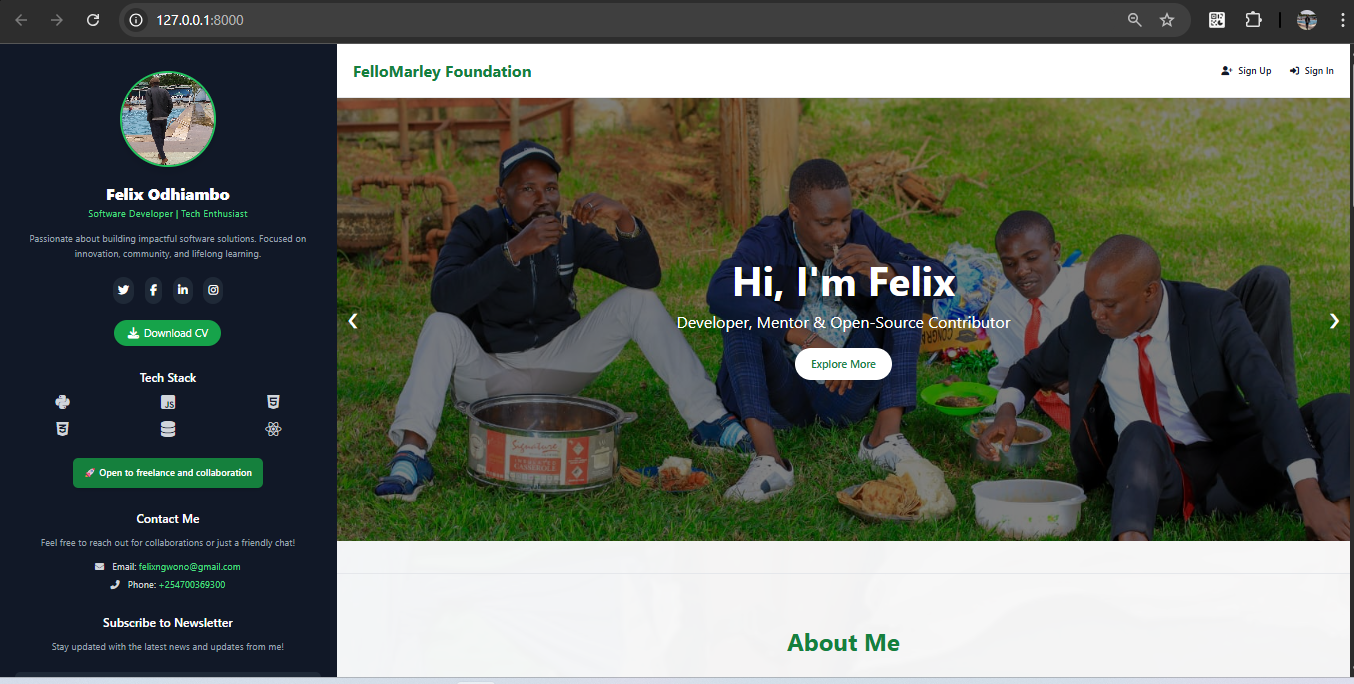 127.0.0.1:8000
FelloMarley Foundation
Sign Up
Sign In
Felix Odhiambo
Software Developer | Tech Enthusiast
Passionate about building impactful software solutions. Focused on
innovation, community, and lifelong learning.
Download CV
Tech Stack
JS
🚀 Open to freelance and collaboration
Contact Me
Feel free to reach out for collaborations or just a friendly chat!
Email: felixngwono@gmail.com
Phone: +254700369300
Subscribe to Newsletter
Stay updated with the latest news and updates from me!
Hi, I'm Felix
Developer, Mentor & Open-Source Contributor
Explore More
Signature
CASSEROLE
CONGRA
About Me